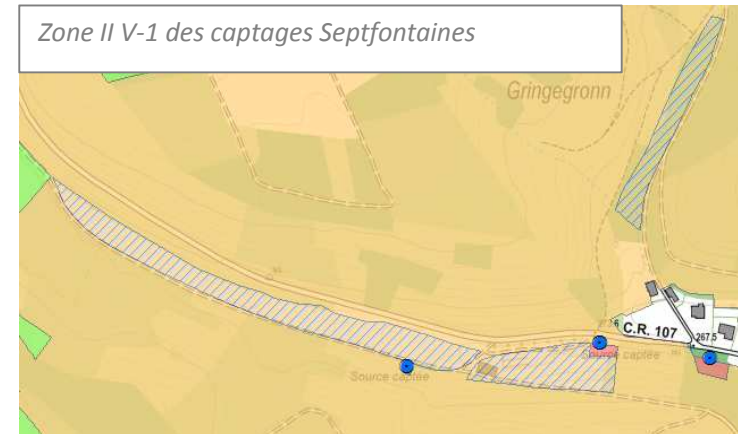 Zone II V-1 des captages Septfontaines
Gringegronn
C.R. 107
267.5
Source captée
Source captée